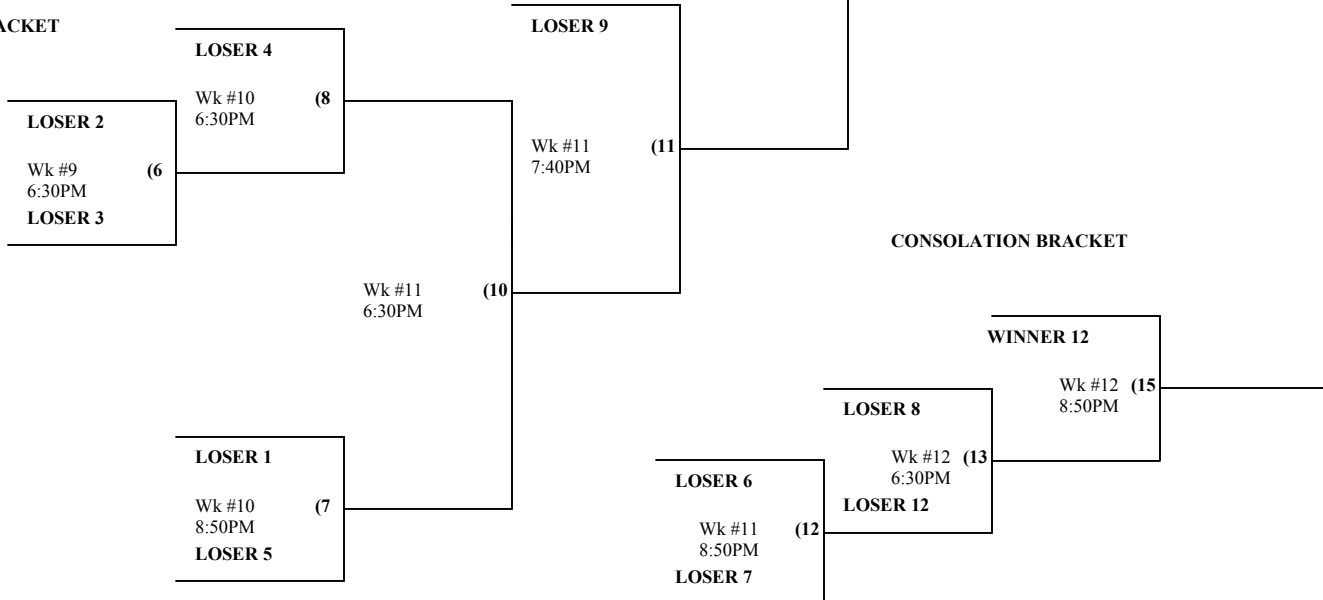 ACKET
LOSER 9
LOSER 4
Wk #10 (8
6:30PM
LOSER 2
Wk #9 (6
6:30PM
LOSER 3
Wk #11 (11
7:40PM
CONSOLATION BRACKET
Wk #11 (10
6:30PM
WINNER 12
Wk #12 (15
8:50PM
LOSER 8
Wk #12 (13
6:30PM
LOSER 12
LOSER 1
Wk #10 (7
8:50PM
LOSER 5
LOSER 6
Wk #11 (12
8:50PM
LOSER 7